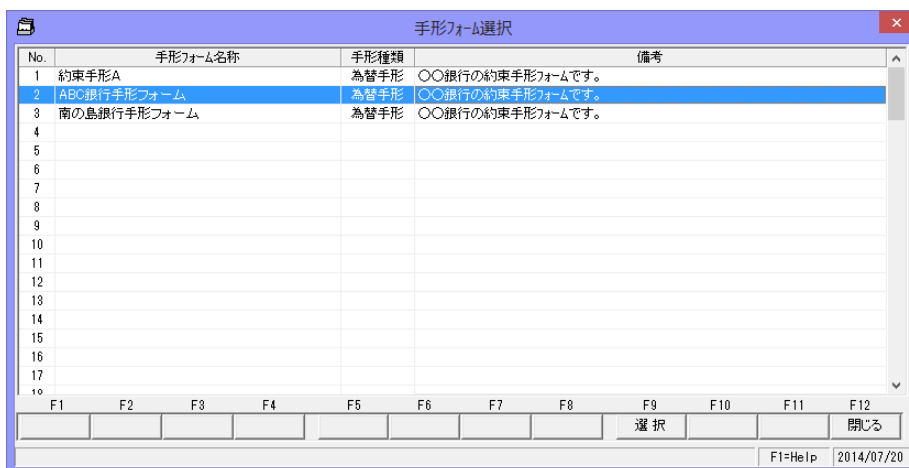 手形ﾌｫｰﾑ選択
No. 手形ﾌｫｰﾑ名称 手形種類 備考
1 約束手形A 為替手形 〇〇銀行の約束手形ﾌｫｰﾑです。
2 ABC銀行手形フォーム 為替手形 〇〇銀行の約束手形ﾌｫｰﾑです。
3 南の島銀行手形フォーム 為替手形 〇〇銀行の約束手形ﾌｫｰﾑです。
4
5
6
7
8
9
10
11
12
13
14
15
16
17
18
F1 F2 F3 F4 F5 F6 F7 F8 F9 F10 F11 F12
選択 閉じる
F1=Help 2014/07/20